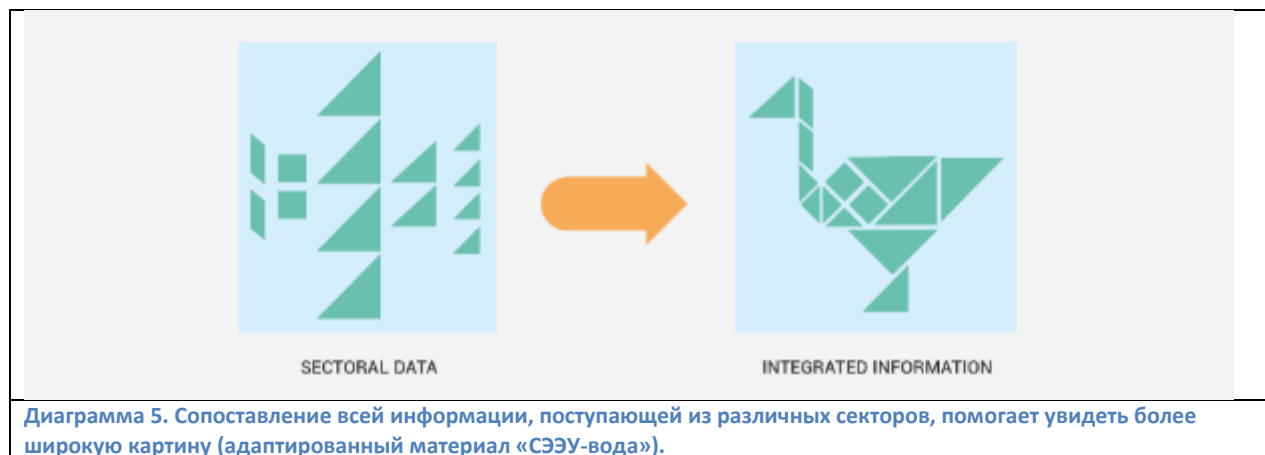 SECTORAL DATA
INTEGRATED INFORMATION
Диаграмма 5. Сопоставление всей информации, поступающей из различных секторов, помогает увидеть более
широкую картину (адаптированный материал «СЭЭУ-вода»).